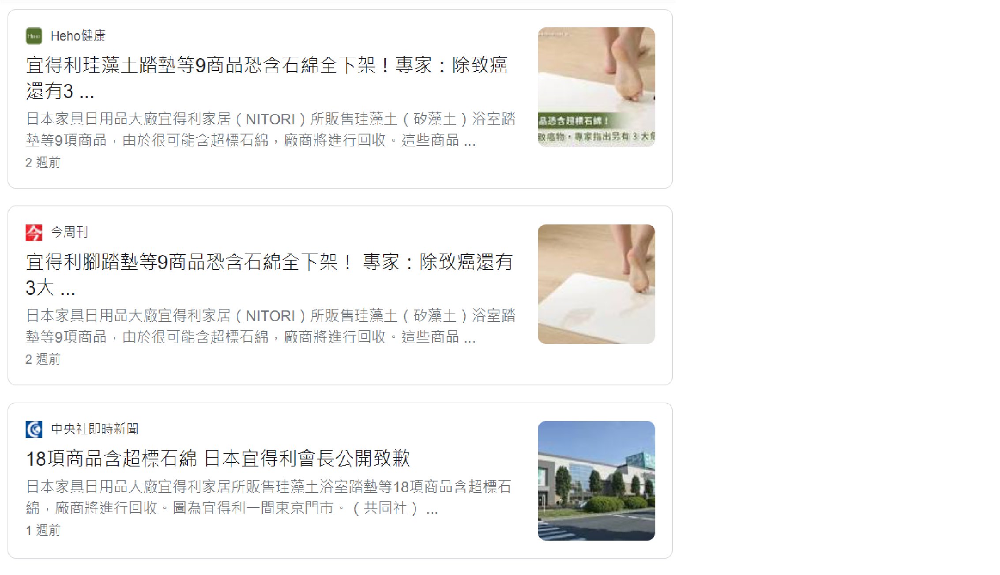 Heho健康
宜得利珪藻土踏墊等9商品恐含石綿全下架！專家：除致癌
還有3 ...
日本家具日用品大廠宜得利家居（NITORI）所販售珪藻土（矽藻土）浴室踏
墊等9項商品，由於很可能含超標石綿，廠商將進行回收。這些商品 ...
2 週前
品恐含超標石綿！
致癌物，專家指出另有 3 大危
今周刊
宜得利腳踏墊等9商品恐含石綿全下架！ 專家：除致癌還有
3大 ...
日本家具日用品大廠宜得利家居（NITORI）所販售珪藻土（矽藻土）浴室踏
墊等9項商品，由於很可能含超標石綿，廠商將進行回收。這些商品 ...
2 週前
中央社即時新聞
18項商品含超標石綿 日本宜得利會長公開致歉
日本家具日用品大廠宜得利家居所販售珪藻土浴室踏墊等18項商品含超標石
綿，廠商將進行回收。圖為宜得利一間東京門市。（共同社） ...
1 週前